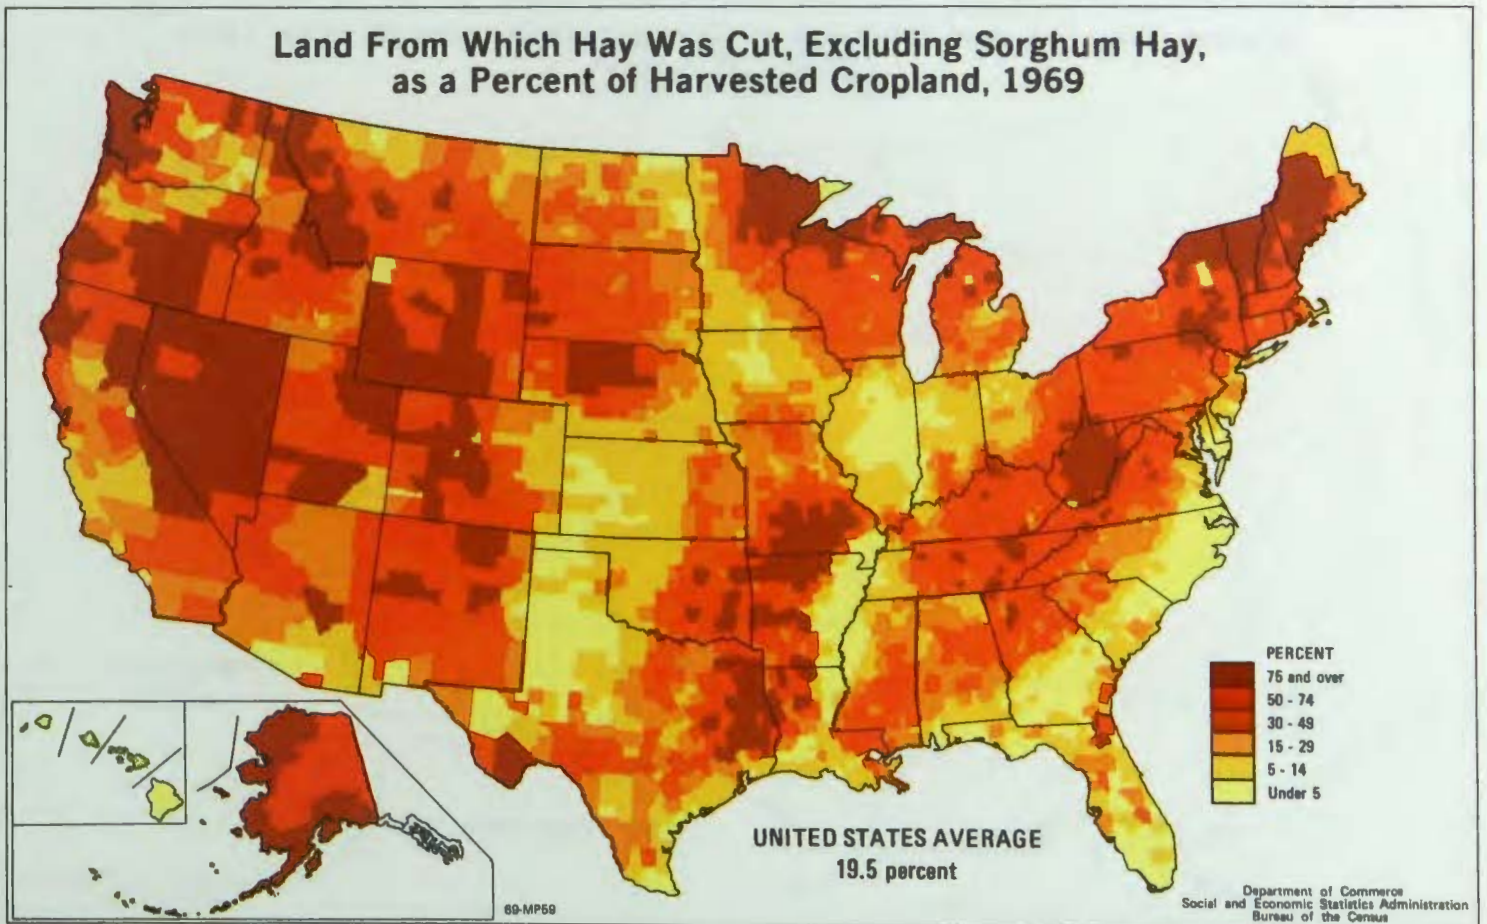 Land From Which Hay Was Cut, Excluding Sorghum Hay,
as a Percent of Harvested Cropland, 1969
PERCENT
75 and over
50 - 74
30 - 49
15 - 29
5 - 14
Under 5
UNITED STATES AVERAGE
19.5 percent
69-MP59
Department of Commerce
Social and Economic Statistics Administration
Bureau of the Census